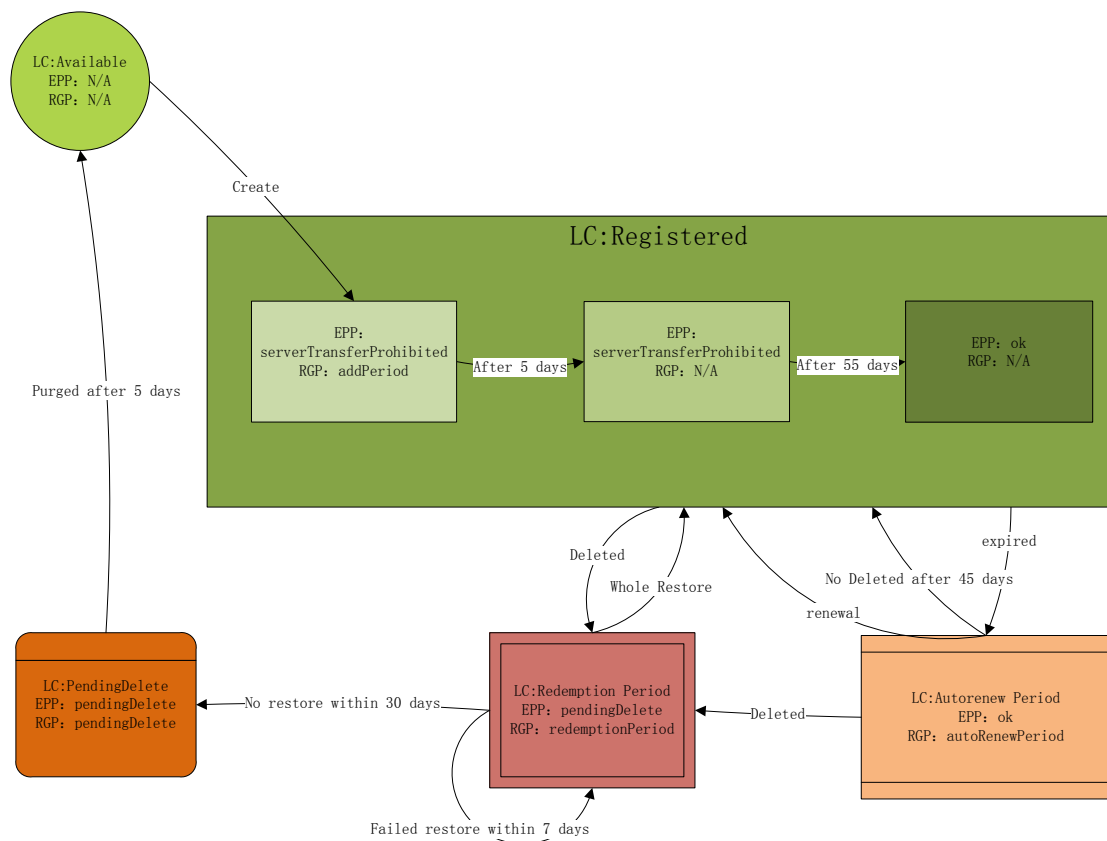 LC:Available
EPP: N/A
RGP: N/A
Create
LC:Registered
EPP:
serverTransferProhibited
RGP: addPeriod
After 5 days
EPP:
serverTransferProhibited
RGP: N/A
After 55 days
EPP: ok
RGP: N/A
Purged after 5 days
Deleted
Whole Restore
expired
No Deleted after 45 days
renewal
LC:PendingDelete
EPP: pendingDelete
RGP: pendingDelete
No restore within 30 days
LC:Redemption Period
EPP: pendingDelete
RGP: redemptionPeriod
Deleted
LC:Autorenew Period
EPP: ok
RGP: autoRenewPeriod
Failed restore within 7 days